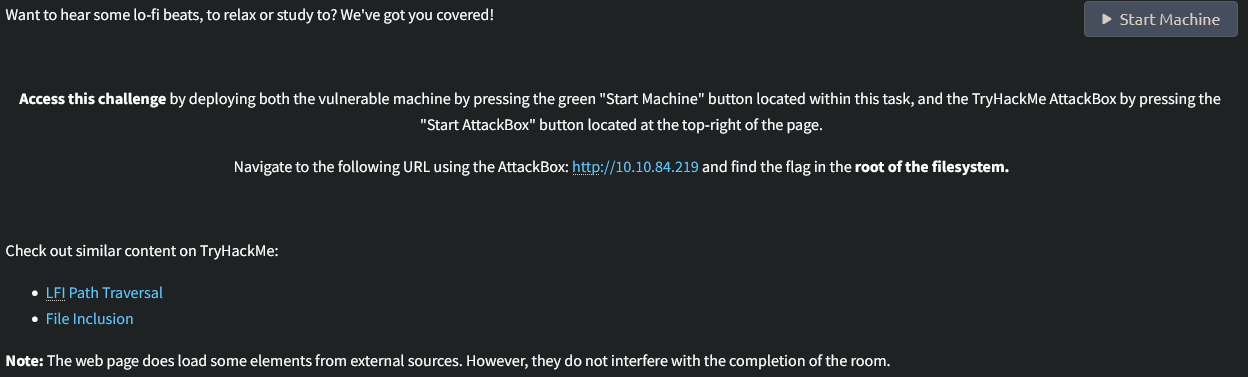 Want to hear some lo-fi beats, to relax or study to? We've got you covered!
Start Machine
Access this challenge by deploying both the vulnerable machine by pressing the green "Start Machine" button located within this task, and the TryHackMe AttackBox by pressing the
"Start AttackBox" button located at the top-right of the page.
Navigate to the following URL using the AttackBox: http://10.10.84.219 and find the flag in the root of the filesystem.
Check out similar content on TryHackMe:
LFI Path Traversal
File Inclusion
Note: The web page does load some elements from external sources. However, they do not interfere with the completion of the room.